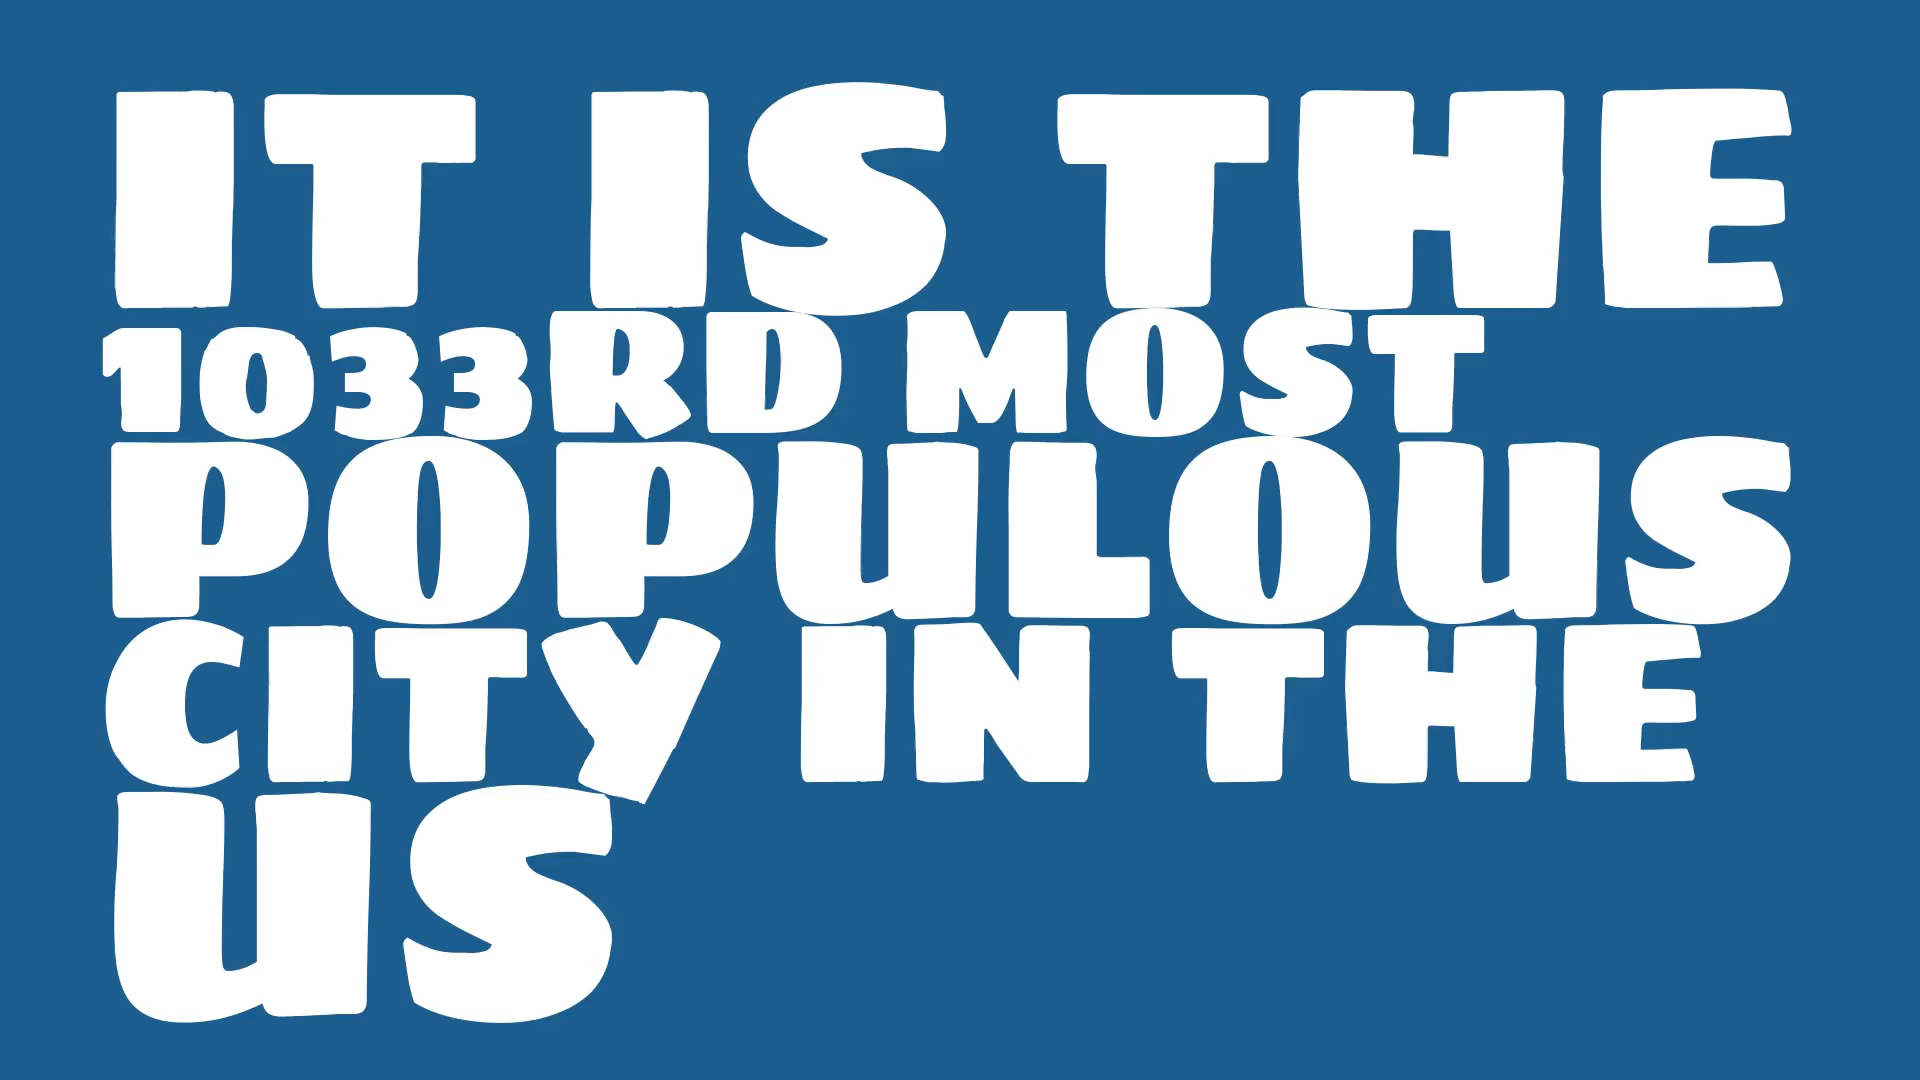 IT IS THE
1033RD MOST
POPULOUS
CITY IN THE
US